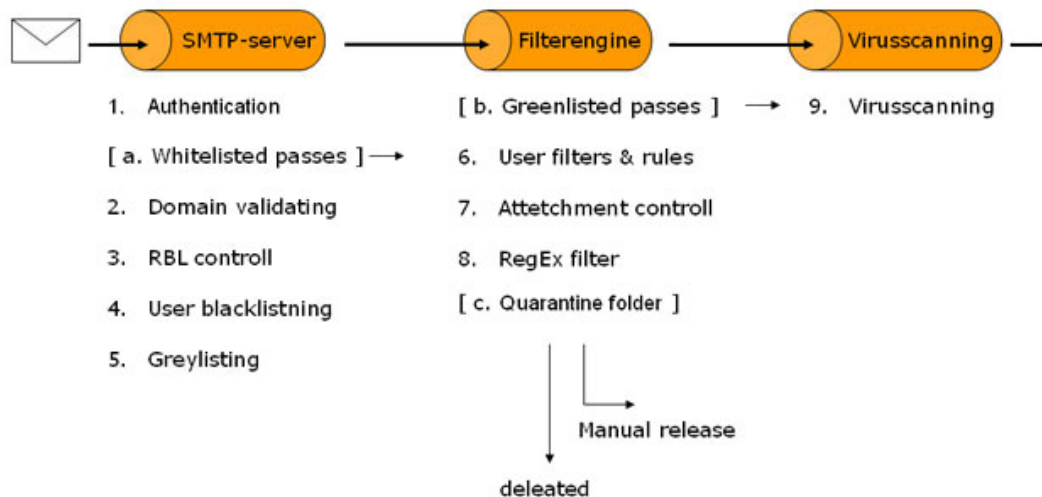 SMTP-server
Filterengine
Virusscanning
1. Authentication
[ a. Whitelisted passes ]
2. Domain validating
3. RBL controll
4. User blacklistning
5. Greylisting
[ b. Greenlisted passes ]
6. User filters & rules
7. Attetchment controll
8. RegEx filter
[ c. Quarantine folder ]
Manual release
deleated
9. Virusscanning